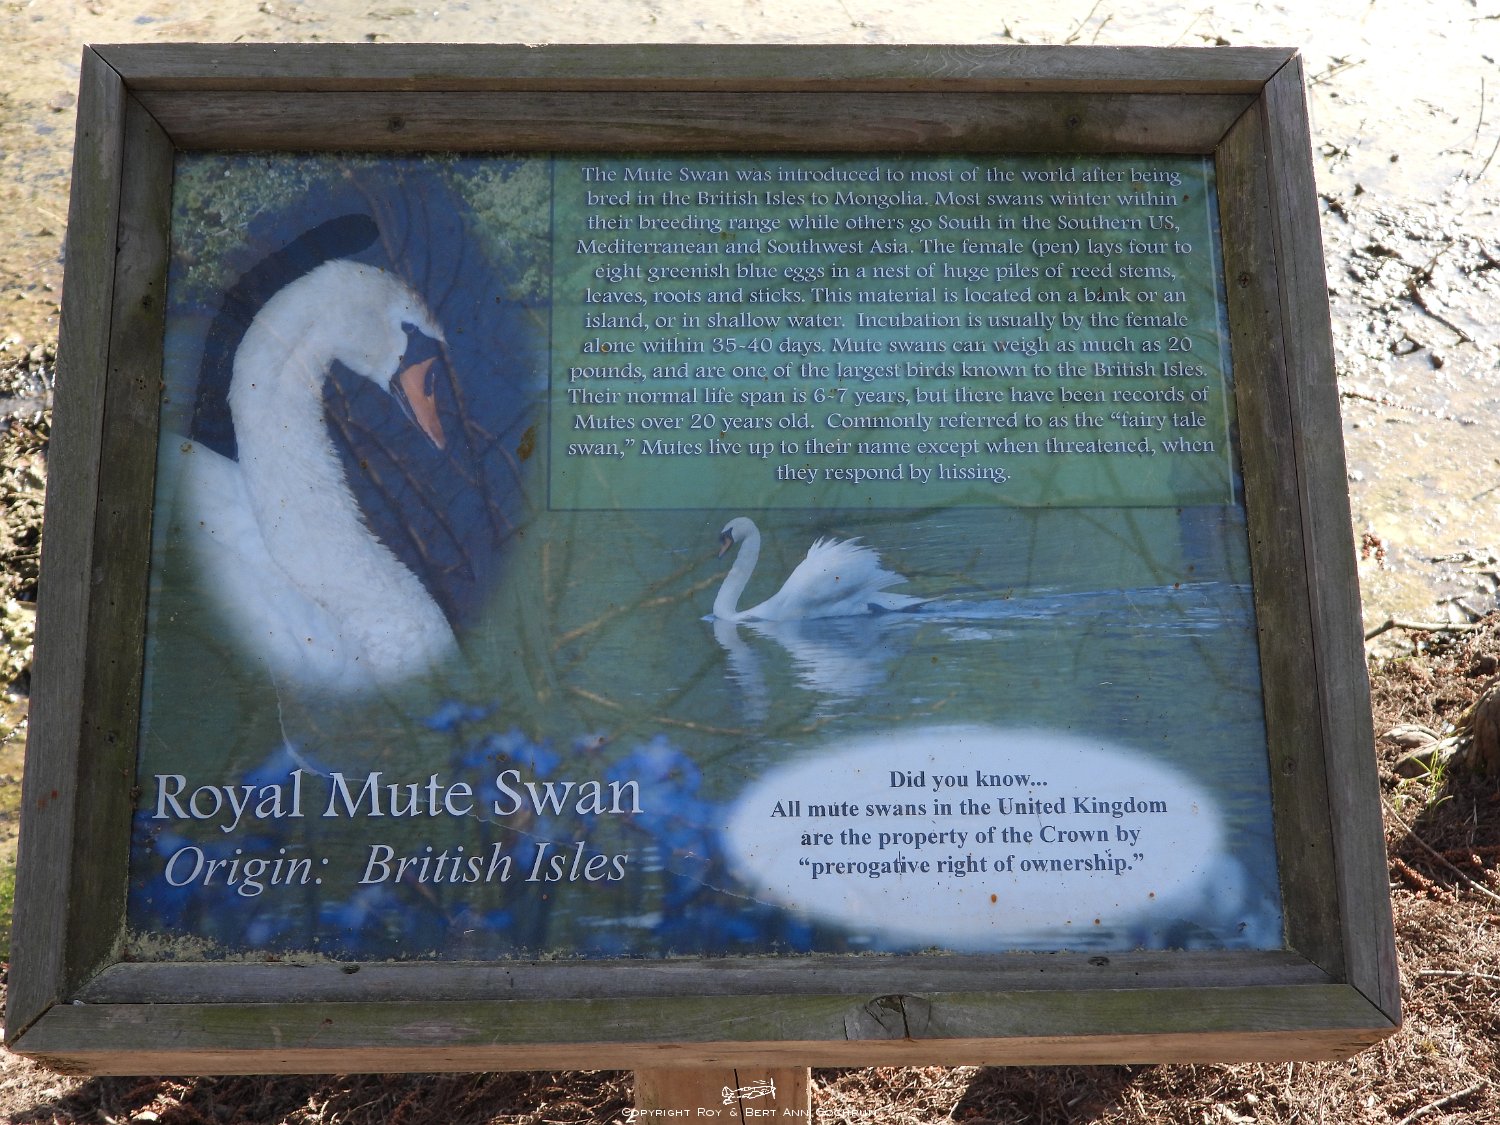 The Mute Swan was introduced to most of the world after being
bred in the British Isles to Mongolia. Most swans winter within
their breeding range while others go South in the Southern US,
Mediterranean and Southwest Asia. The female (pen) lays four to
eight greenish blue eggs in a nest of huge piles of reed stems,
leaves, roots and sticks. This material is located on a bank or an
island, or in shallow water. Incubation is usually by the female
alone within 35-40 days. Mute swans can weigh as much as 20
pounds, and are one of the largest birds known to the British Isles.
Their normal life span is 6-7 years, but there have been records of
Mutes over 20 years old. Commonly referred to as the “fairy tale
swan,” Mutes live up to their name except when threatened, when
they respond by hissing.
Royal Mute Swan
Origin: British Isles
Did you know...
All mute swans in the United Kingdom
are the property of the Crown by
“prerogative right of ownership.”
Copyright Roy & Bert Ann Cochrun